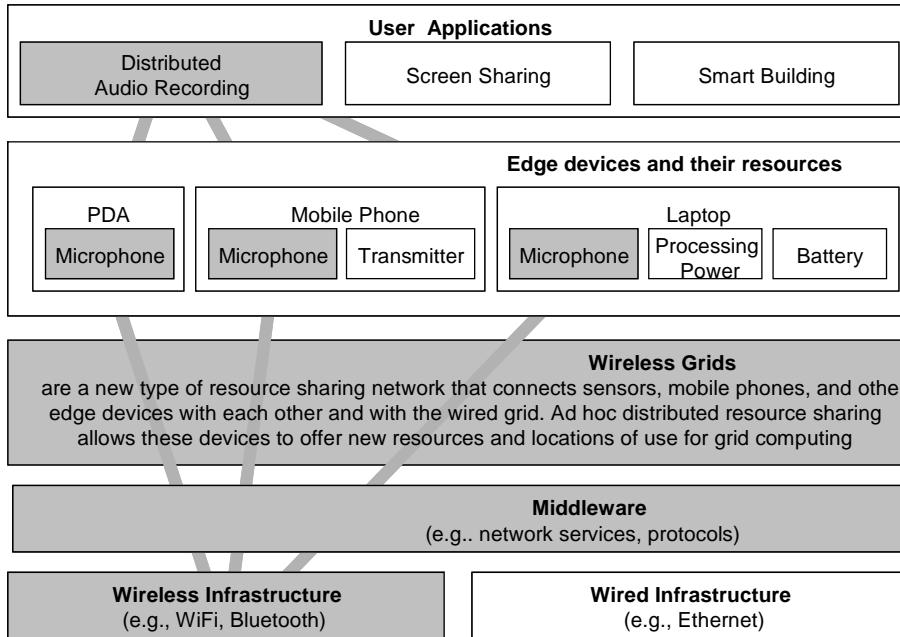 User Applications
Distributed
Audio Recording
Screen Sharing
Smart Building
Edge devices and their resources
PDA
Microphone
Mobile Phone
Microphone
Transmitter
Laptop
Microphone
Processing
Power
Battery
Wireless Grids
are a new type of resource sharing network that connects sensors, mobile phones, and othe
edge devices with each other and with the wired grid. Ad hoc distributed resource sharing
allows these devices to offer new resources and locations of use for grid computing
Middleware
(e.g.. network services, protocols)
Wireless Infrastructure
(e.g., WiFi, Bluetooth)
Wired Infrastructure
(e.g., Ethernet)